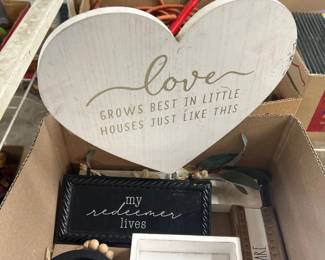 love
GROWS BEST IN LITTLE
HOUSES JUST LIKE THIS
my
redeemer
lives